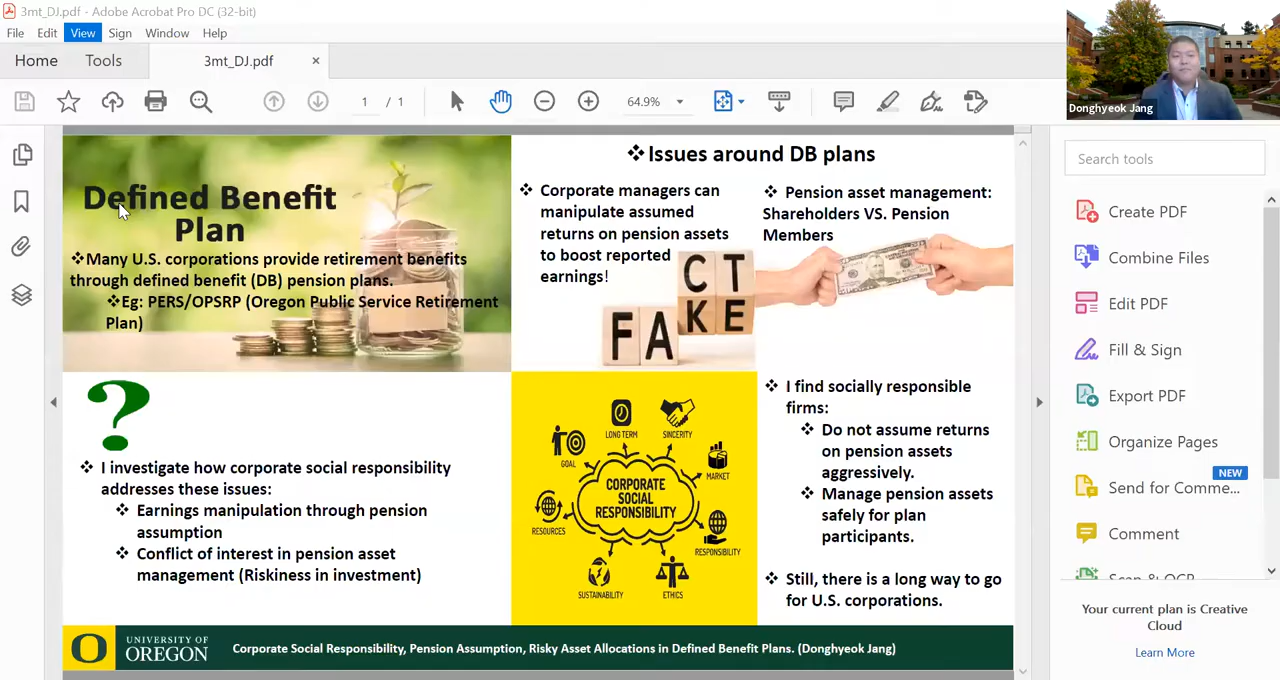 3mt_DJ.pdf - Adobe Acrobat Pro DC (32-bit)
File Edit View Sign Window Help
Home Tools 3mt_DJ.pdf ×
1 / 1 64.9%
Donghyeok Jang
Defined Benefit
Plan
❖Many U.S. corporations provide retirement benefits
through defined benefit (DB) pension plans.
❖Eg: PERS/OPSRP (Oregon Public Service Retirement
Plan)
❖Issues around DB plans
❖ Corporate managers can
manipulate assumed
returns on pension assets
to boost reported
earnings!
FA
CT
KE
❖ Pension asset management:
Shareholders VS. Pension
Members
?
❖ I investigate how corporate social responsibility
addresses these issues:
❖ Earnings manipulation through pension
assumption
❖ Conflict of interest in pension asset
management (Riskiness in investment)
LONG TERM
SINCERITY
GOAL
MARKET
CORPORATE
SOCIAL
RESPONSIBILITY
RESOURCES
RESPONSIBILITY
SUSTAINABILITY
ETHICS
❖ I find socially responsible
firms:
❖ Do not assume returns
on pension assets
aggressively.
❖ Manage pension assets
safely for plan
participants.
❖ Still, there is a long way to go
for U.S. corporations.
O
UNIVERSITY OF
OREGON
Corporate Social Responsibility, Pension Assumption, Risky Asset Allocations in Defined Benefit Plans. (Donghyeok Jang)
Search tools
Create PDF
Combine Files
Edit PDF
Fill & Sign
Export PDF
Organize Pages
NEW
Send for Comme...
Comment
Scan & OCR
Your current plan is Creative
Cloud
Learn More